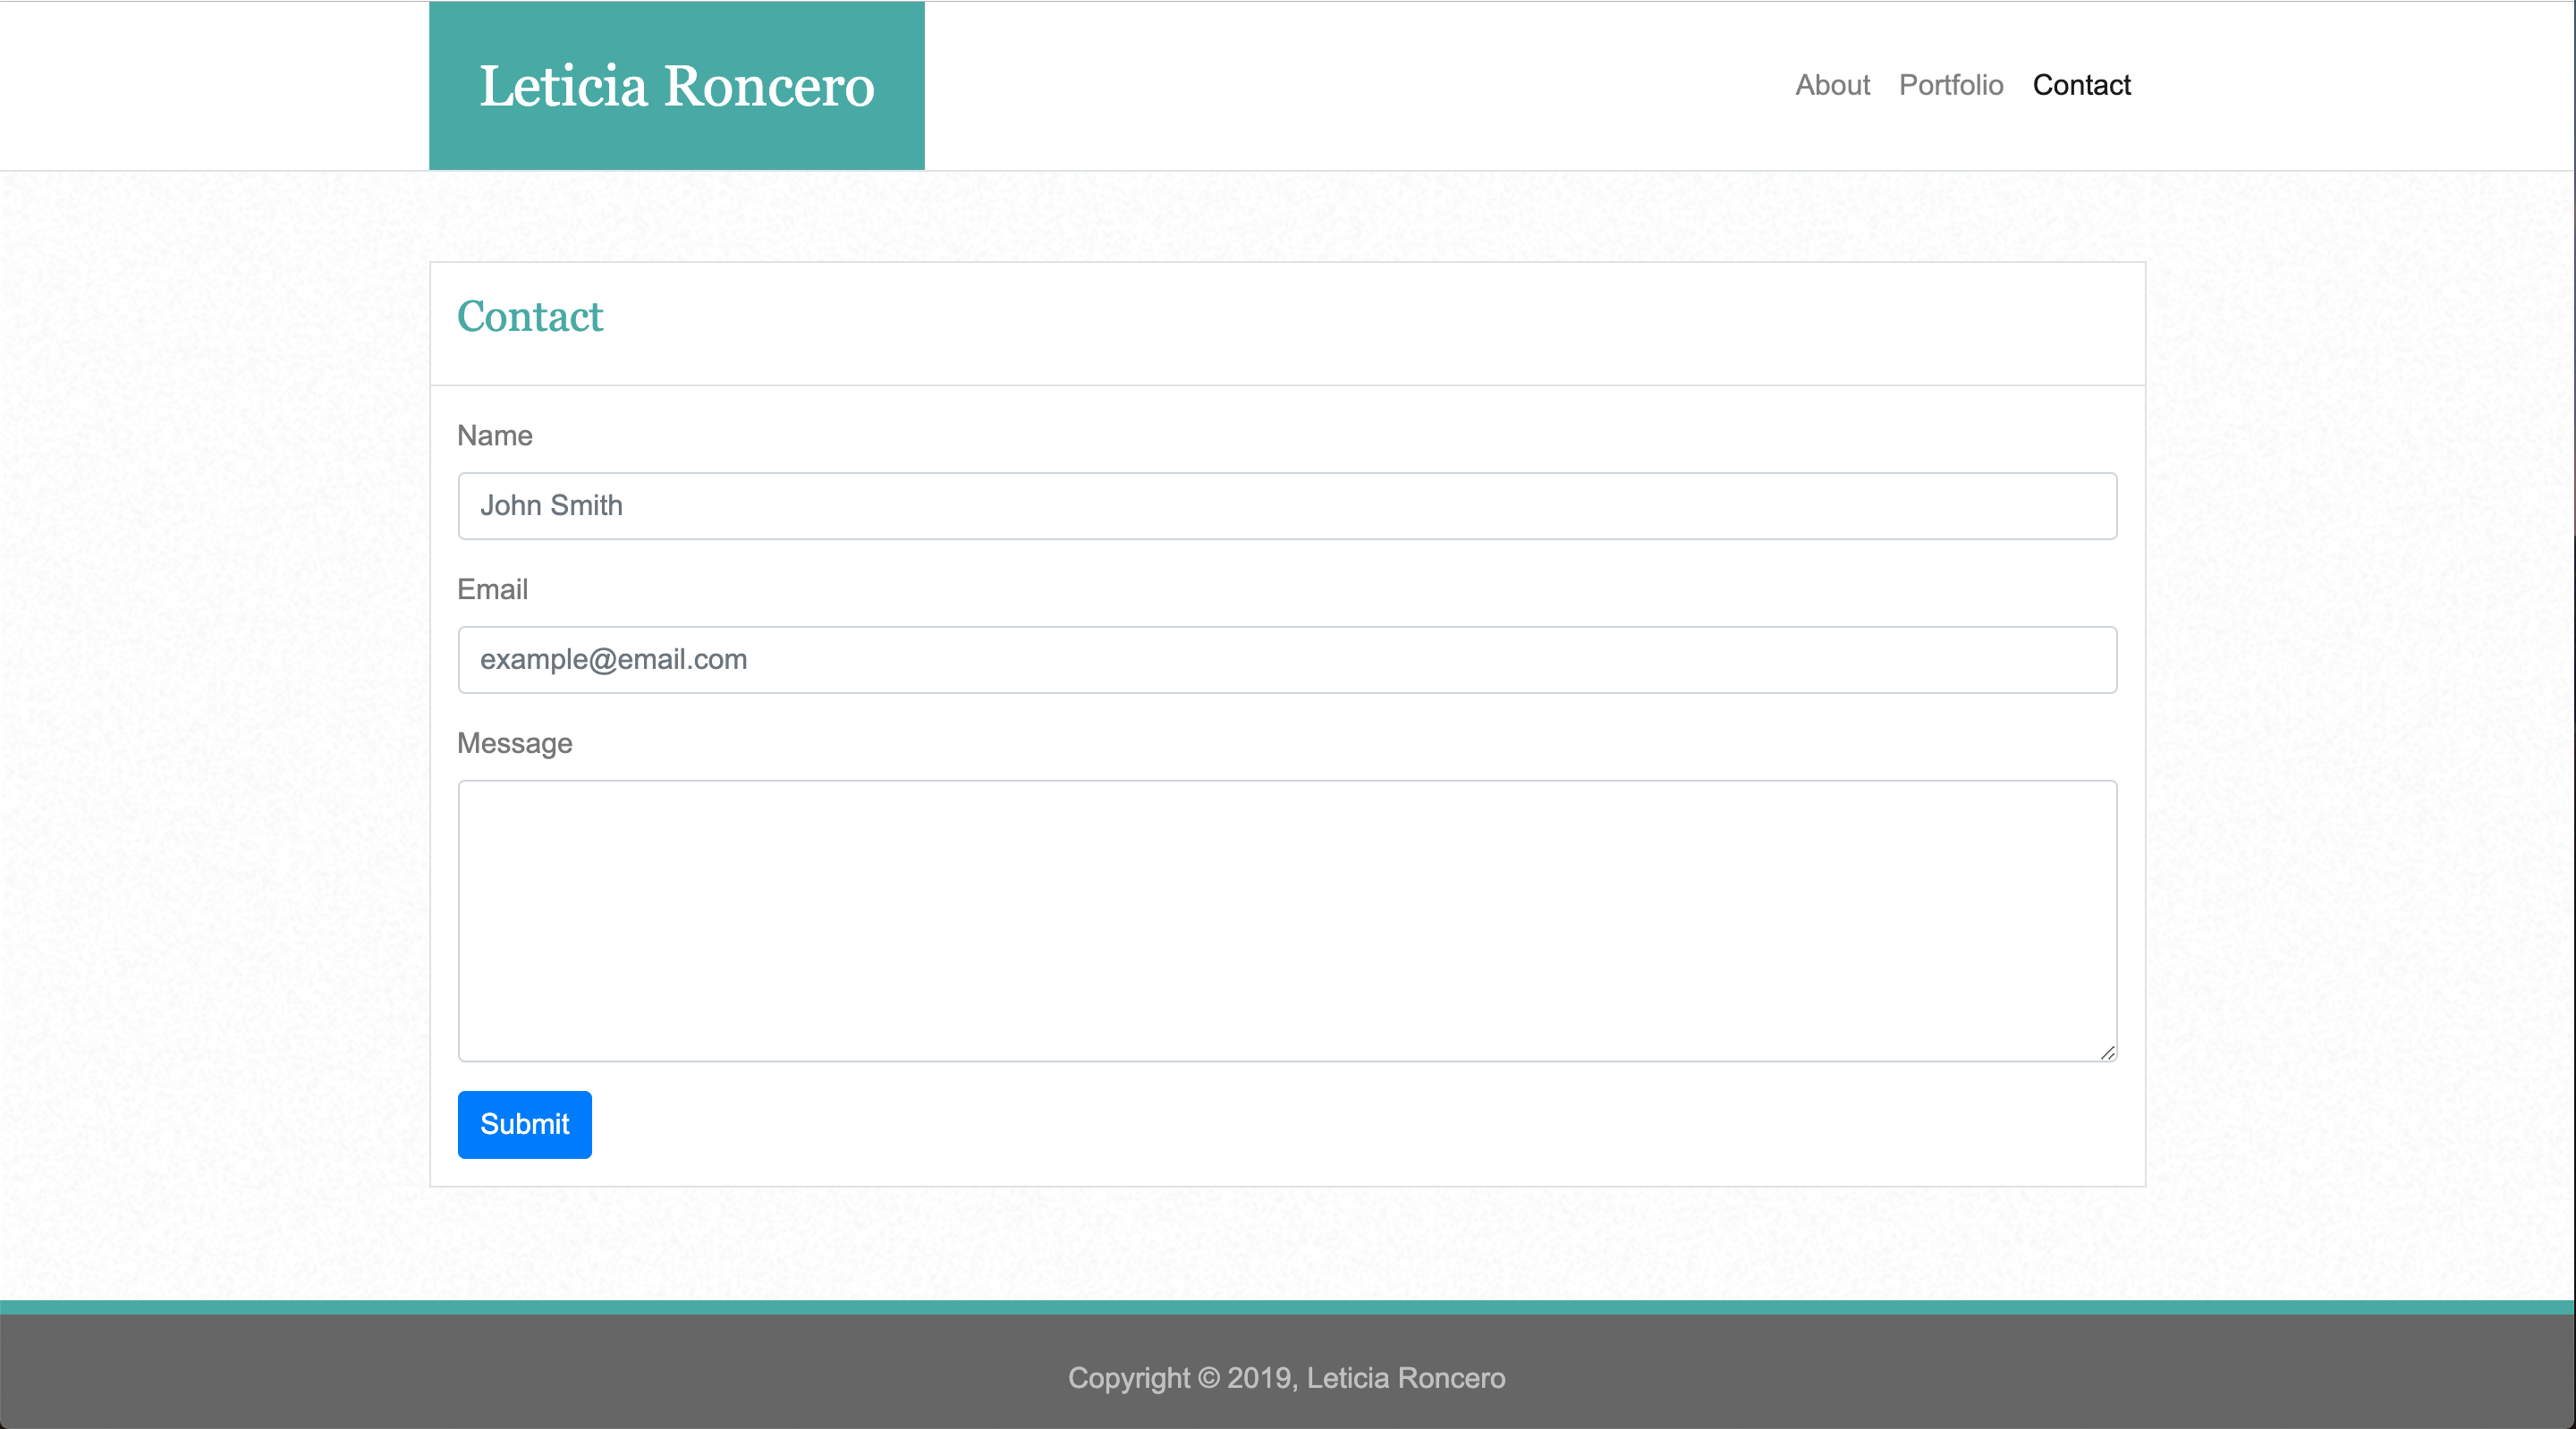 Leticia Roncero
About Portfolio Contact
Contact
Name
John Smith
Email
example@email.com
Message
Submit
Copyright © 2019, Leticia Roncero